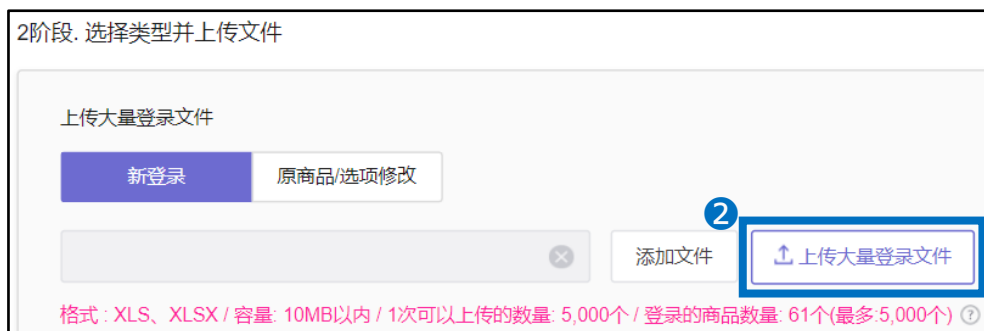 2阶段. 选择类型并上传文件
上传大量登录文件
新登录 原商品/选项修改
2
添加文件 上传大量登录文件
格式 : XLS、XLSX / 容量: 10MB以内 / 1次可以上传的数量: 5,000个 / 登录的商品数量: 61个(最多:5,000个) ?